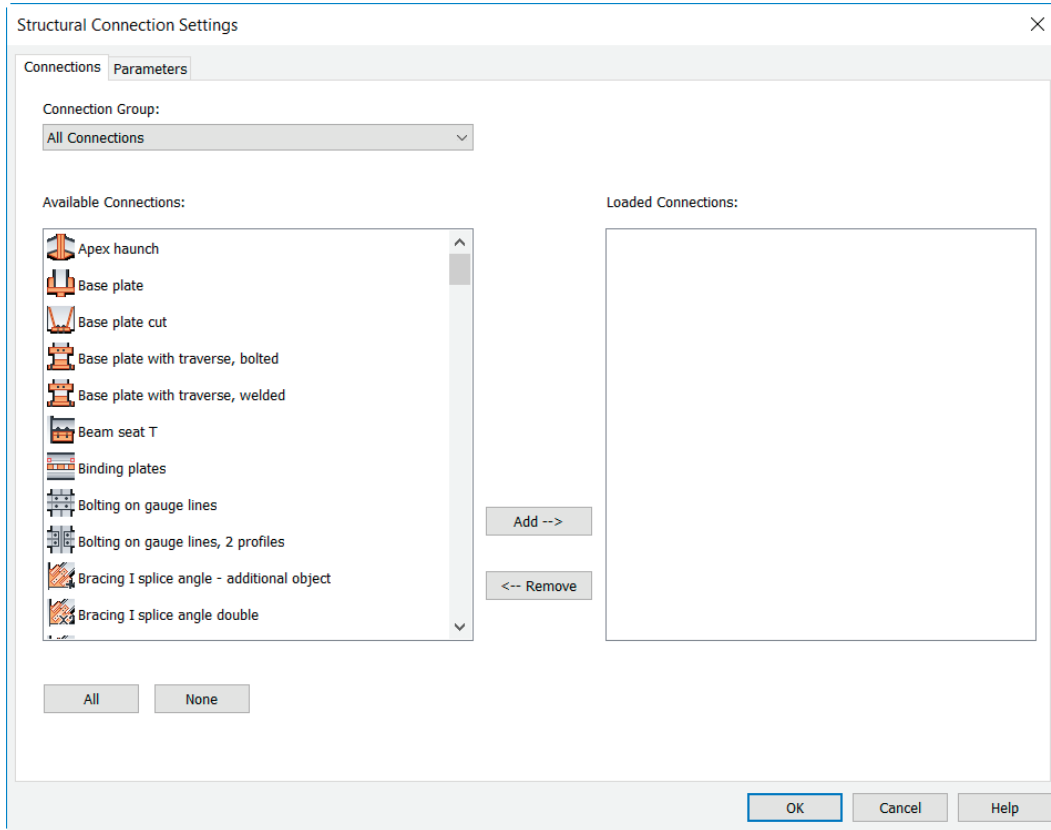 Structural Connection Settings
Connections
Parameters
Connection Group:
All Connections
Available Connections:
Loaded Connections:
Apex haunch
Base plate
Base plate cut
Base plate with traverse, bolted
Base plate with traverse, welded
Beam seat T
Binding plates
Bolting on gauge lines
Bolting on gauge lines, 2 profiles
Bracing I splice angle - additional object
Bracing I splice angle double
Add -->
<-- Remove
All
None
OK
Cancel
Help